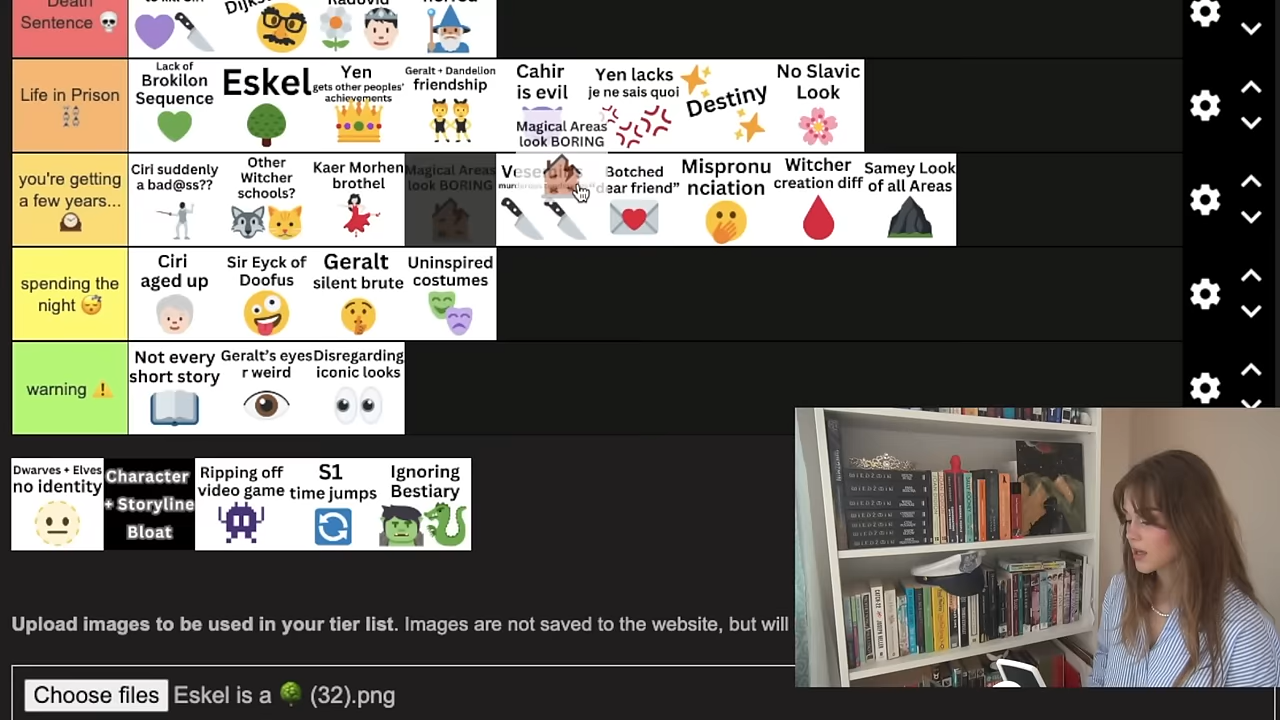 Death
Sentence 💀
Life in Prison
⛓
Lack of
Brokilon
Sequence
Eskel
Yen
gets other peoples'
achievements
Geralt + Dandelion
friendship
Cahir
is evil
Magical Areas
look BORING
Yen lacks
je ne sais quoi
Destiny
No Slavic
Look
you're getting
a few years...
🕰
Ciri suddenly
a bad@ss??
Other
Witcher
schools?
Kaer Morhen
brothel
Magical Areas
look BORING
Botched
"dear friend"
Mispronu
nciation
Witcher
creation diff
Samey Look
of all Areas
spending the
night 😴
Ciri
aged up
Sir Eyck of
Doofus
Geralt
silent brute
Uninspired
costumes
warning ⚠️
Not every
short story
Geralt's eyes
r weird
Disregarding
iconic looks
Dwarves + Elves
no identity
Character
+ Storyline
Bloat
Ripping off
video game
S1
time jumps
Ignoring
Bestiary
Upload images to be used in your tier list. Images are not saved to the website, but will
Choose files Eskel is a 🌳 (32).png